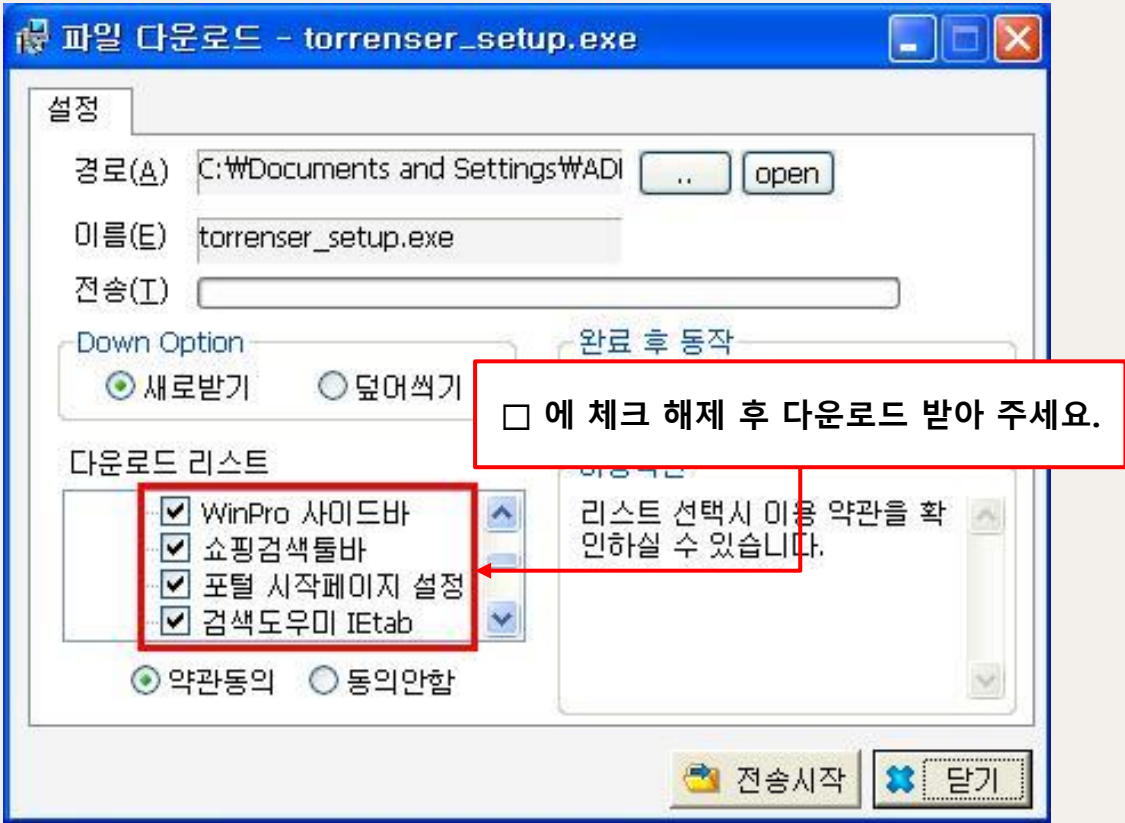 파일 다운로드 - torrenser_setup.exe
설정
경로(A) C:₩Documents and Settings₩ADI .. open
이름(E) torrenser_setup.exe
전송(T)
Down Option
새로받기 덮어씌기
완료 후 동작
□ 에 체크 해제 후 다운로드 받아 주세요.
다운로드 리스트
WinPro 사이드바
쇼핑검색툴바
포털 시작페이지 설정
검색도우미 IEtab
리스트 선택시 이용 약관을 확
인하실 수 있습니다.
약관동의 동의안함
전송시작 닫기